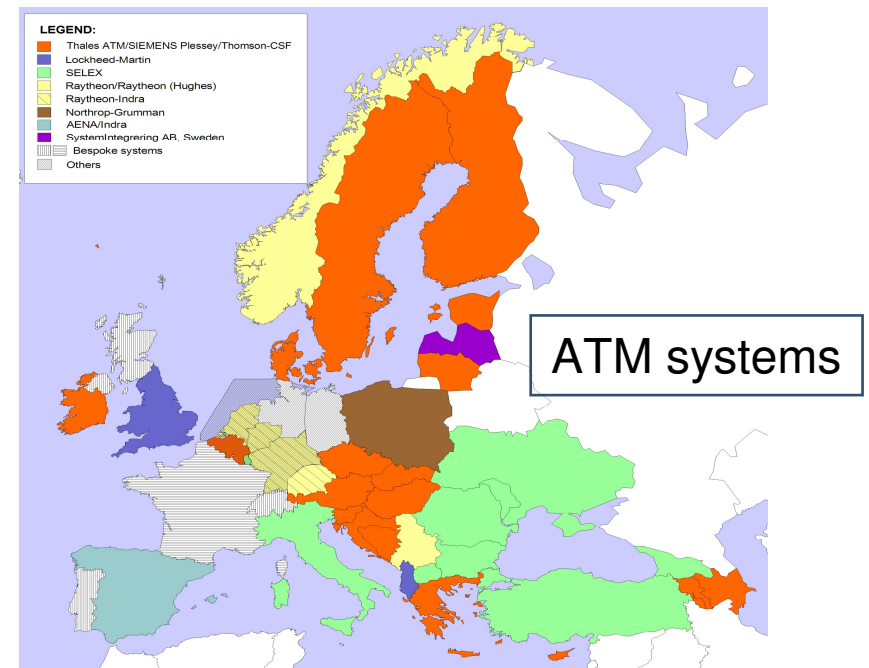 LEGEND:
Thales ATM/SIEMENS Plessey/Thomson-CSF
Lockheed-Martin
SELEX
Raytheon/Raytheon (Hughes)
Raytheon-Indra
Northrop-Grumman
AENA/Indra
SystemIntegrering AB, Sweden
Bespoke systems
Others
ATM systems